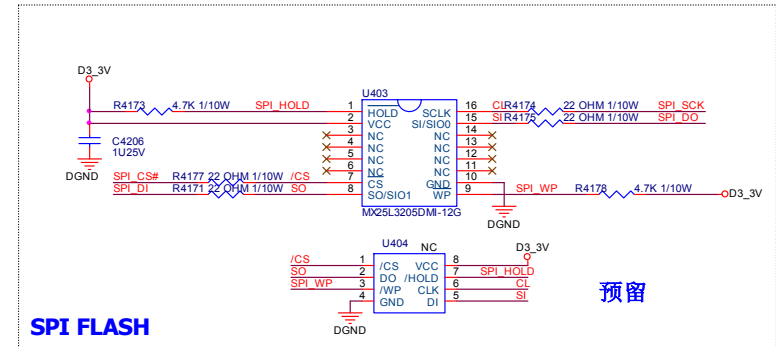 D3_3V
U403
R4173 4.7K 1/10W SPI_HOLD 1 HOLD SCLK 16 CL R4174 22 OHM 1/10W SPI_SCK
2 VCC SI/SIO0 15 SI R4175 22 OHM 1/10W SPI_DO
3 NC NC 14
C4206 4 NC NC 13
1U25V 5 NC NC 12
6 NC NC 11
DGND SPI_CS# R4177 22 OHM 1/10W /CS 7 CS GND 10
SPI_DI R4171 22 OHM 1/10W SO 8 SO/SIO1 WP 9 SPI_WP R4178 4.7K 1/10W D3_3V
MX25L3205DMI-12G
DGND
U404 NC D3_3V
/CS 1 /CS VCC 8
SO 2 DO /HOLD 7 SPI_HOLD
SPI_WP 3 /WP CLK 6 CL
4 GND DI 5 SI
预留
DGND
SPI FLASH